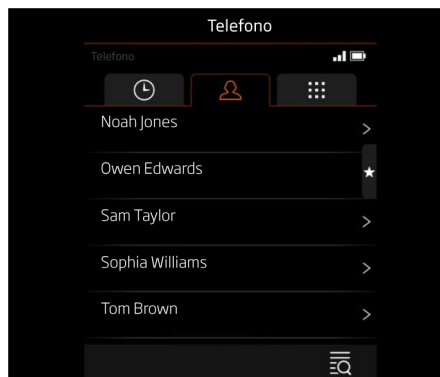 Telefono
Telefono
Noah Jones
Owen Edwards
Sam Taylor
Sophia Williams
Tom Brown